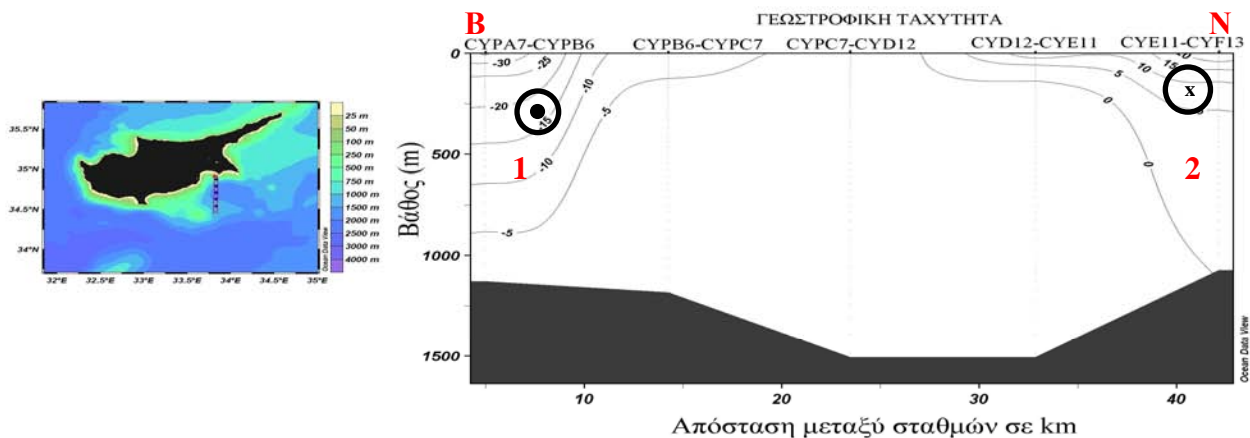 Β Ν
ΓΕΩΣΤΡΟΦΙΚΗ ΤΑΧΥΤΗΤΑ
CYPA7-CYPB6 CYPB6-CYPC7 CYPC7-CYD12 CYD12-CYE11 CYE11-CYF13
0
500
1000
1500
Βάθος (m)
-30
-25
-20
-15
-10
-5
-10
-5
0
5
10
15
0
0
x
1
2
10 20 30 40
Απόσταση μεταξύ σταθμών σε km
Ocean Data View
35.5°N
35°N
34.5°N
34°N
32°E 32.5°E 33°E 33.5°E 34°E 34.5°E 35°E
25 m
50 m
100 m
250 m
500 m
750 m
1000 m
1500 m
2000 m
3000 m
4000 m
Ocean Data View